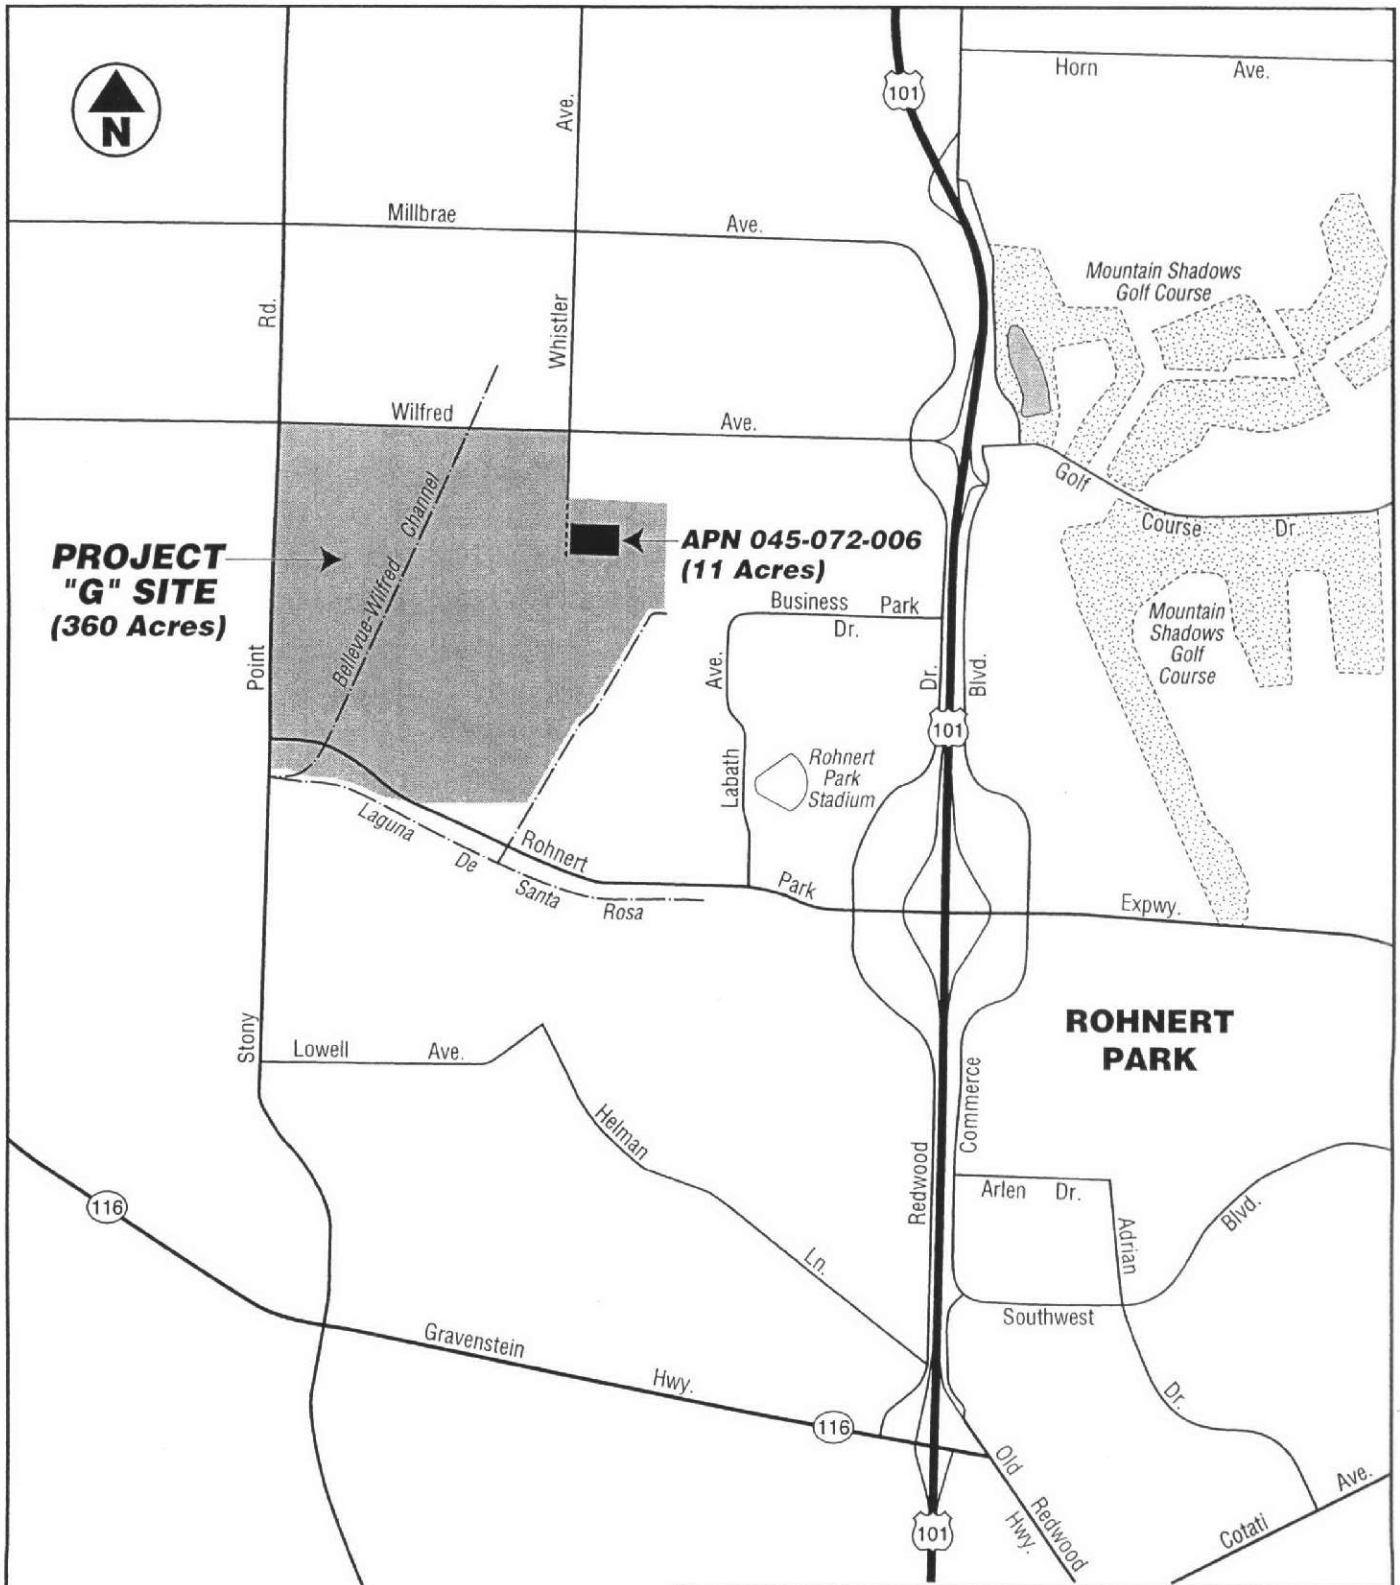 101
Horn Ave.
N
Ave.
Millbrae Ave.
Mountain Shadows
Golf Course
Rd.
Whistler
Wilfred Ave.
Golf Course Dr
Bellevue-Wilfred Channel
PROJECT
"G" SITE
(360 Acres)
APN 045-072-006
(11 Acres)
Business Park
Dr.
Mountain
Shadows
Golf
Course
Point
Ave.
Dr.
Blvd.
101
Labath
Rohnert
Park
Stadium
Laguna De Santa Rosa
Rohnert Park Expwy.
ROHNERT
PARK
Stony
Lowell Ave.
Commerce
Helman Ln.
Redwood
Arlen Dr.
Adrian Dr.
116
Southwest Blvd.
Gravenstein Hwy.
116
Old Redwood
Hwy.
101
Cotati Ave.